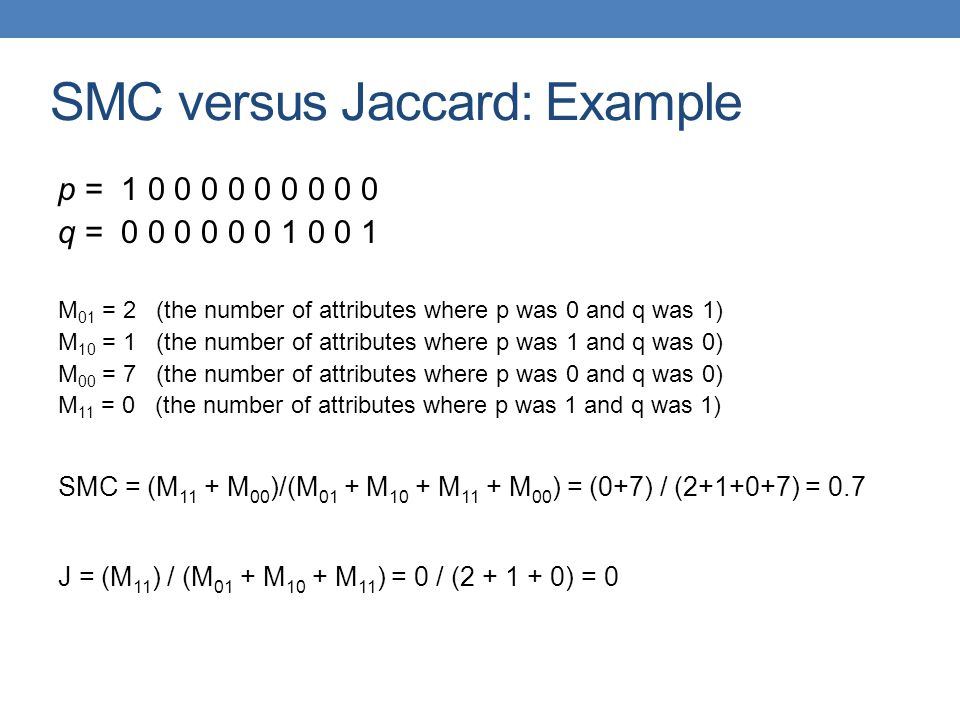 SMC versus Jaccard: Example
p = 1 0 0 0 0 0 0 0 0 0
q = 0 0 0 0 0 0 1 0 0 1
M01 = 2 (the number of attributes where p was 0 and q was 1)
M10 = 1 (the number of attributes where p was 1 and q was 0)
M00 = 7 (the number of attributes where p was 0 and q was 0)
M11 = 0 (the number of attributes where p was 1 and q was 1)
SMC = (M11 + M00)/(M01 + M10 + M11 + M00) = (0+7) / (2+1+0+7) = 0.7
J = (M11) / (M01 + M10 + M11) = 0 / (2 + 1 + 0) = 0